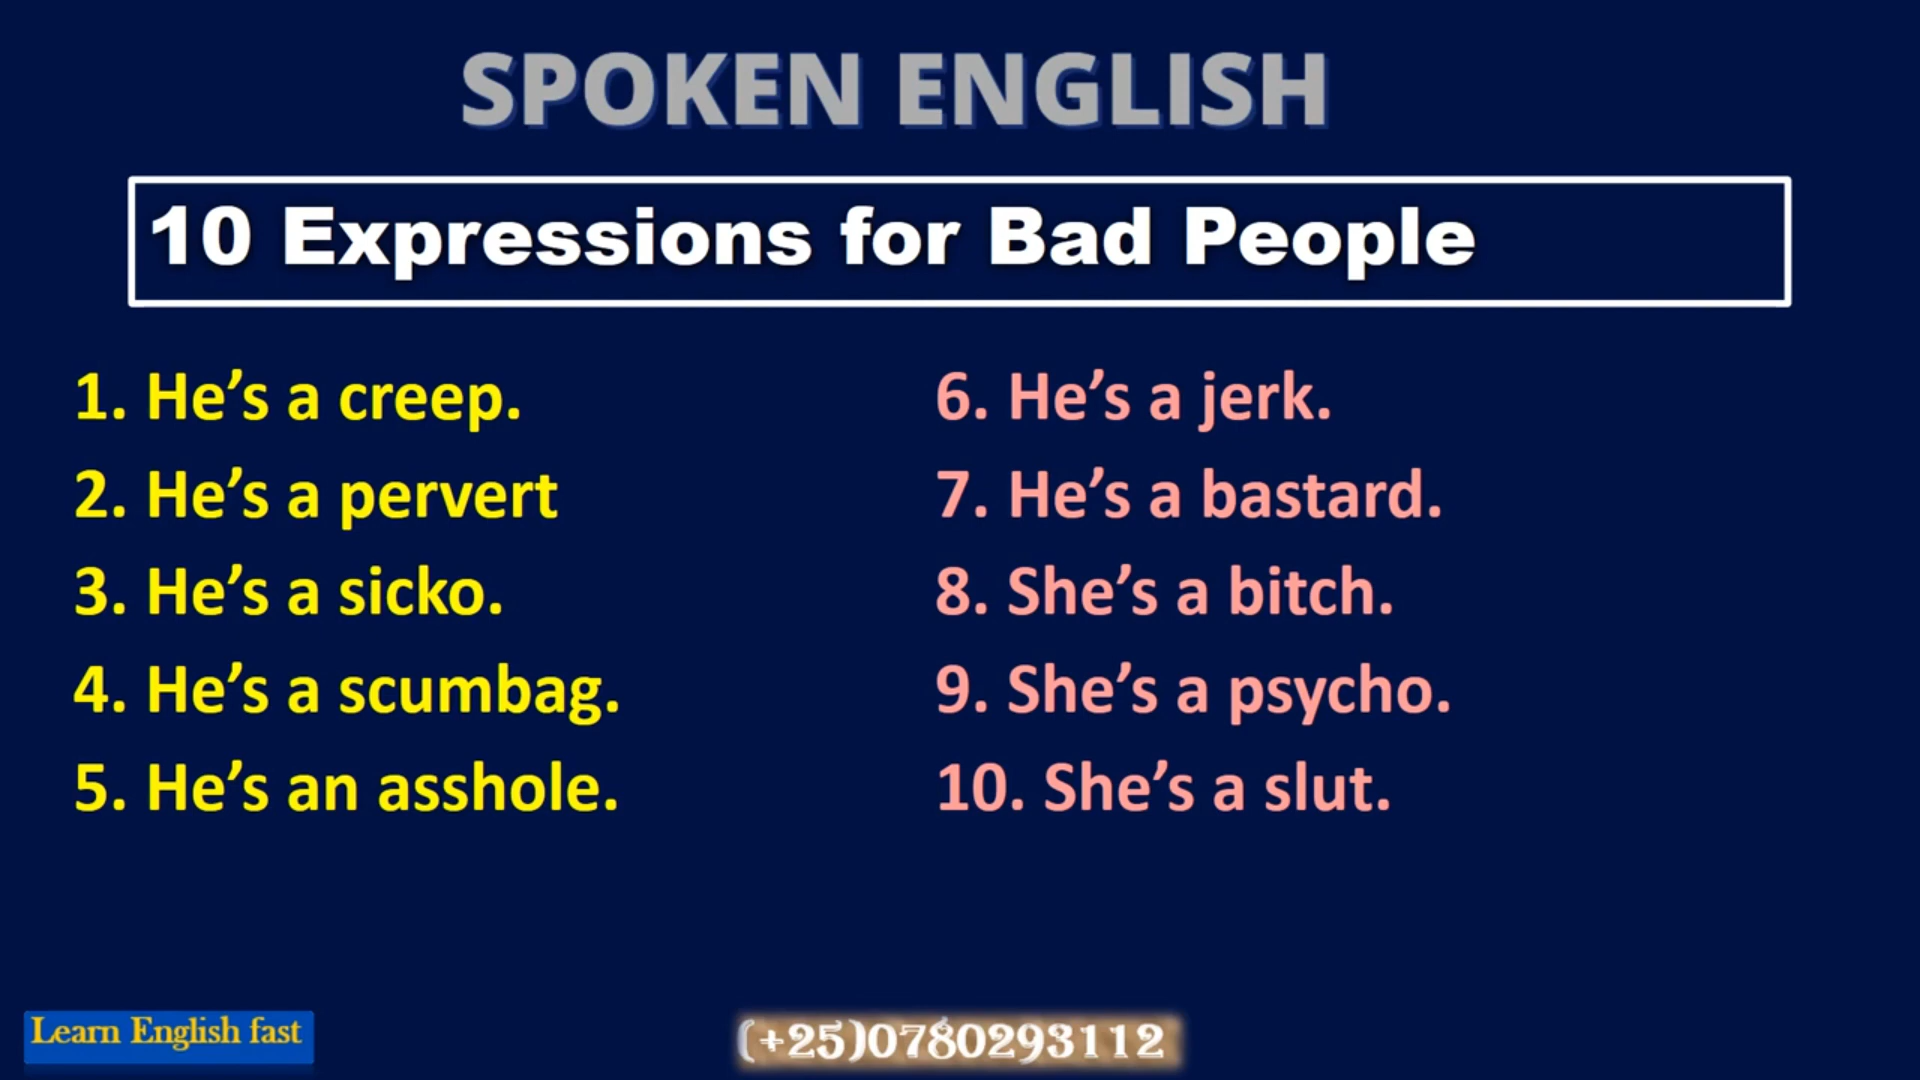 SPOKEN ENGLISH
10 Expressions for Bad People
1. He’s a creep.
2. He’s a pervert
3. He’s a sicko.
4. He’s a scumbag.
5. He’s an asshole.
6. He’s a jerk.
7. He’s a bastard.
8. She’s a bitch.
9. She’s a psycho.
10. She’s a slut.
Learn English fast
(+25)0780293112